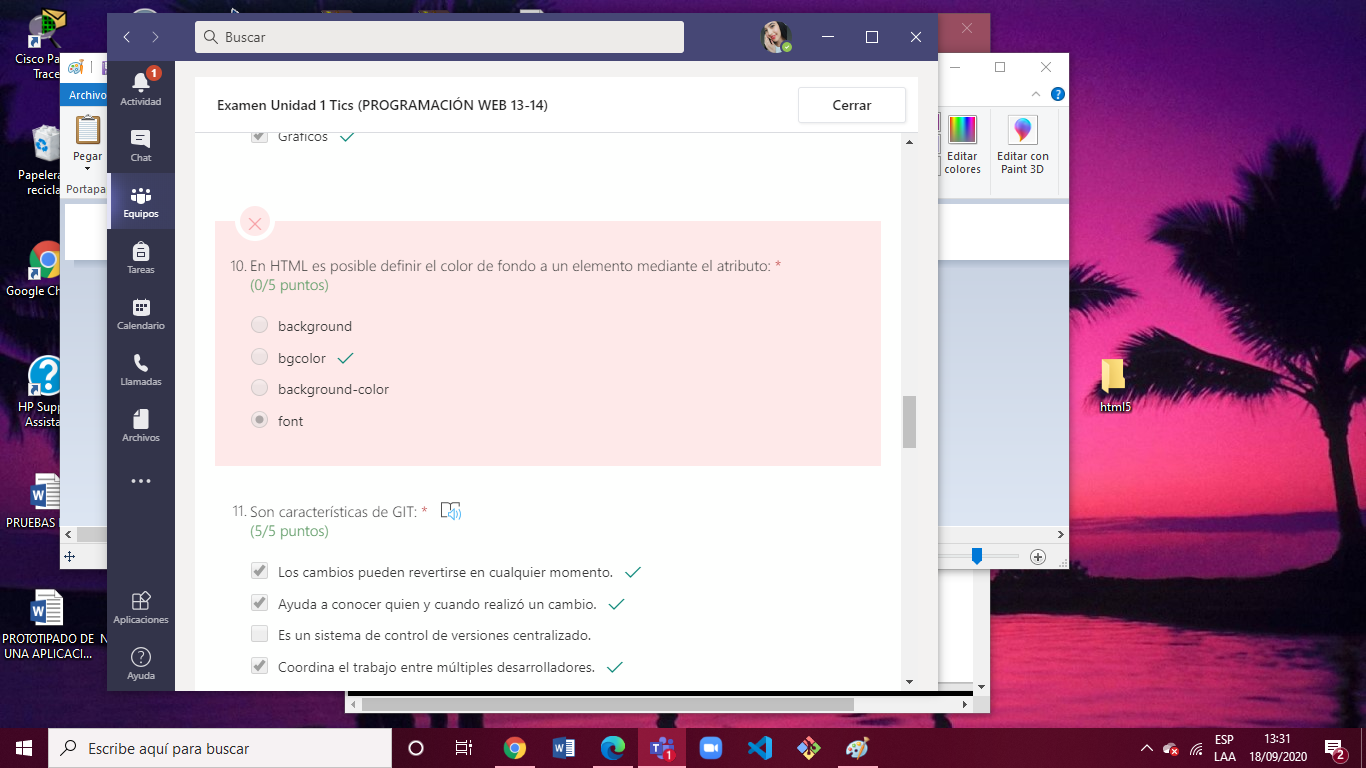 Cisco Pa
Trace
Papelera
recicl
Google Ch
HP Sup
Assista
PRUEBAS
PROTOTIPADO DE N
UNA APLICACI...
Archivo
Pegar
Portapa
Buscar
1
Actividad
Chat
Equipos
Tareas
Calendario
Llamadas
Archivos
Aplicaciones
Ayuda
Examen Unidad 1 Tics (PROGRAMACIÓN WEB 13-14)
Cerrar
Gráficos
10. En HTML es posible definir el color de fondo a un elemento mediante el atributo: *
(0/5 puntos)
background
bgcolor
background-color
font
11. Son características de GIT: *
(5/5 puntos)
Los cambios pueden revertirse en cualquier momento.
Ayuda a conocer quien y cuando realizó un cambio.
Es un sistema de control de versiones centralizado.
Coordina el trabajo entre múltiples desarrolladores.
Editar
colores
Editar con
Paint 3D
html5
Escribe aquí para buscar
1
ESP
LAA
13:31
18/09/2020
2